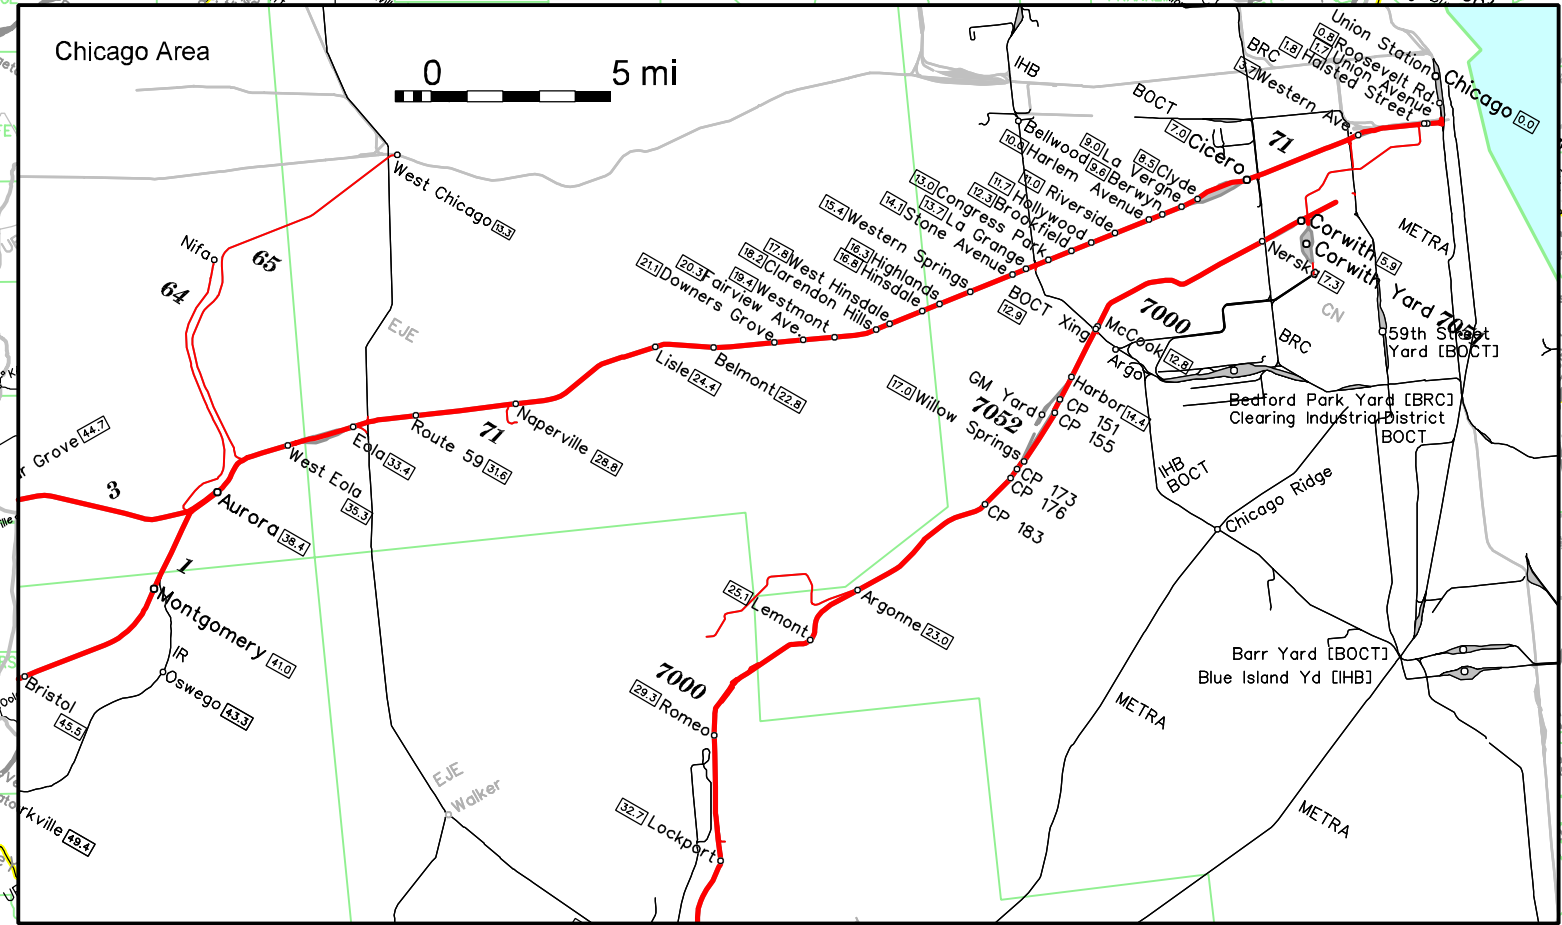 Chicago Area
0 5 mi
Union Station
0.8 Roosevelt Rd.
1.7 Union Avenue
1.8 Halsted Street
Chicago 0.0
3.7 Western Ave.
IHB
BRC
BOCT
71
7.0 Cicero
8.5 Clyde
9.0 La Vergne
9.6 Berwyn
10.0 Harlem Avenue
Bellwood
11.0 Riverside
11.7 Hollywood
12.3 Brookfield
13.0 Congress Park
13.7 La Grange
14.1 Stone Avenue
15.4 Western Springs
16.3 Highlands
16.8 Hinsdale
17.8 West Hinsdale
18.2 Clarendon Hills
19.4 Westmont
20.3 Fairview Ave.
21.1 Downers Grove
West Chicago 13.3
Nifa
65
64
EJE
METRA
Corwith 5.9
Corwith Yard
7051
Nerska 7.3
CN
BOCT Xing
12.9
7000
McCook 12.8
Argo
BRC
59th Street
Yard [BOCT]
Lisle 24.4
Belmont 22.8
GM Yard
7052
17.0 Willow Springs
Harbor 14.4
CP 151
CP 155
Bedford Park Yard [BRC]
Clearing Industrial District
BOCT
CP 173
CP 176
CP 183
IHB
BOCT
Chicago Ridge
Naperville 28.8
71
Route 59 31.6
Eola 33.4
West Eola
35.3
r Grove 44.7
3
Aurora 38.4
1
Montgomery 41.0
IR
Oswego 43.3
Bristol
45.5
rkville 49.4
25.1 Lemont
Argonne 23.0
7000
29.3 Romeo
32.7 Lockport
EJE
Walker
Barr Yard [BOCT]
Blue Island Yd [IHB]
METRA
METRA